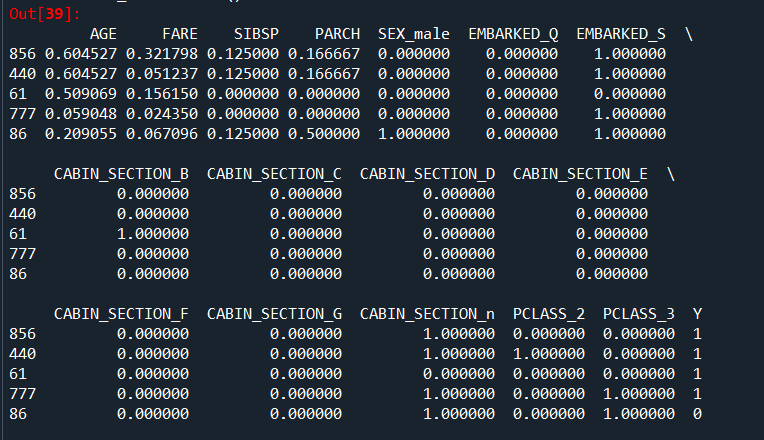 Out[39]:
AGE FARE SIBSP PARCH SEX_male EMBARKED_Q EMBARKED_S \
856 0.604527 0.321798 0.125000 0.166667 0.000000 0.000000 1.000000
440 0.604527 0.051237 0.125000 0.166667 0.000000 0.000000 1.000000
61 0.509069 0.156150 0.000000 0.000000 0.000000 0.000000 0.000000
777 0.059048 0.024350 0.000000 0.000000 0.000000 0.000000 1.000000
86 0.209055 0.067096 0.125000 0.500000 1.000000 0.000000 1.000000
CABIN_SECTION_B CABIN_SECTION_C CABIN_SECTION_D CABIN_SECTION_E \
856 0.000000 0.000000 0.000000 0.000000
440 0.000000 0.000000 0.000000 0.000000
61 1.000000 0.000000 0.000000 0.000000
777 0.000000 0.000000 0.000000 0.000000
86 0.000000 0.000000 0.000000 0.000000
CABIN_SECTION_F CABIN_SECTION_G CABIN_SECTION_n PCLASS_2 PCLASS_3 Y
856 0.000000 0.000000 1.000000 0.000000 0.000000 1
440 0.000000 0.000000 1.000000 1.000000 0.000000 1
61 0.000000 0.000000 0.000000 0.000000 0.000000 1
777 0.000000 0.000000 1.000000 0.000000 1.000000 1
86 0.000000 0.000000 1.000000 0.000000 1.000000 0